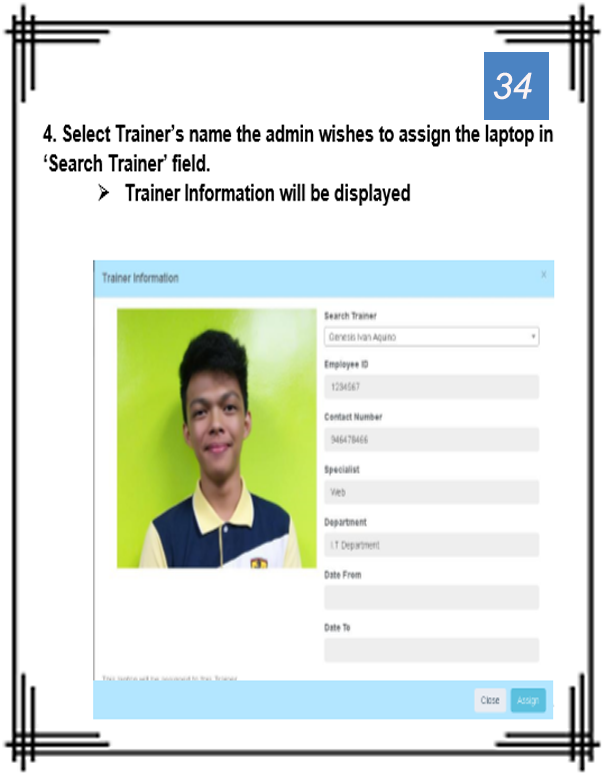 34
4. Select Trainer’s name the admin wishes to assign the laptop in
‘Search Trainer’ field.
➢ Trainer Information will be displayed
Trainer Information x
Search Trainer
Genesis Ivan Aquino
Employee ID
1234567
Contact Number
946478466
Specialist
Web
Department
I.T Department
Date From
Date To
This laptop will be assigned to this Trainer
Close Assign